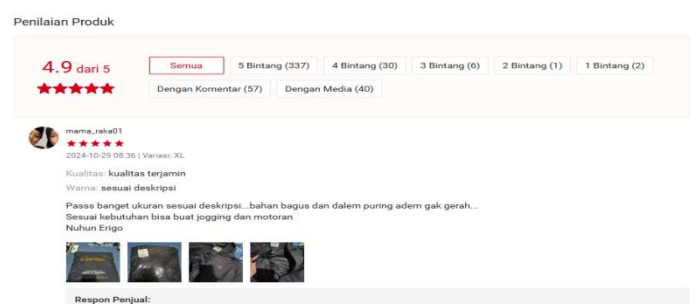 Penilaian Produk
4.9 dari 5
Semua
5 Bintang (337)
4 Bintang (30)
3 Bintang (6)
2 Bintang (1)
1 Bintang (2)
Dengan Komentar (57)
Dengan Media (40)
mama_raka01
2024-10-29 08:36 | Variasi: XL
Kualitas: kualitas terjamin
Warna: sesuai deskripsi
Passs banget ukuran sesuai deskripsi...bahan bagus dan dalem puring adem gak gerah...
Sesuai kebutuhan bisa buat jogging dan motoran
Nuhun Erigo
Respon Penjual: